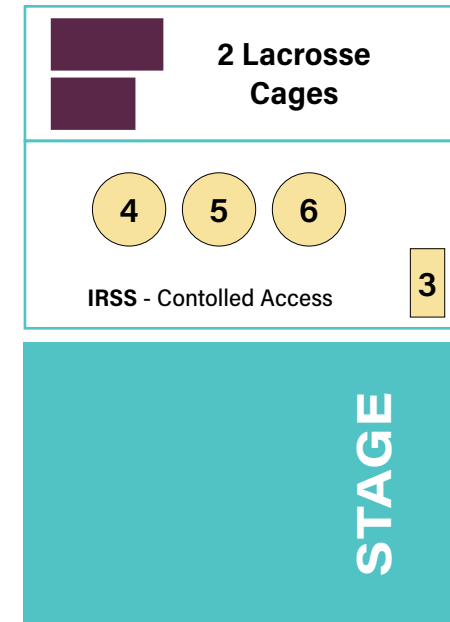 2 Lacrosse
Cages
4 5 6
3
IRSS - Contolled Access
STAGE